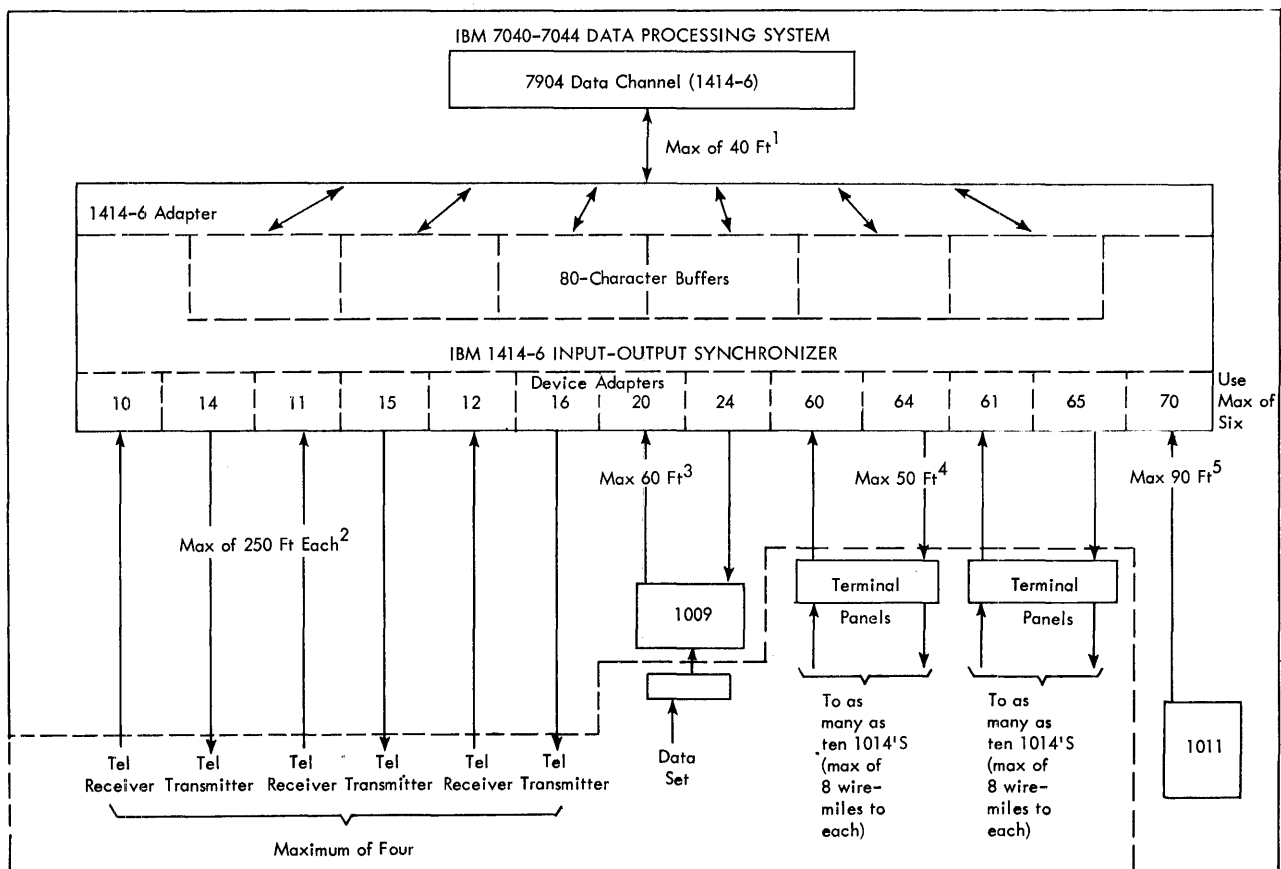 IBM 7040-7044 DATA PROCESSING SYSTEM
7904 Data Channel (1414-6)
Max of 40 Ft1
1414-6 Adapter
80-Character Buffers
IBM 1414-6 INPUT-OUTPUT SYNCHRONIZER
Device Adapters
10 14 11 15 12 16 20 24 60 64 61 65 70
Use
Max of
Six
Max of 250 Ft Each2
Max 60 Ft3
Max 50 Ft4
Max 90 Ft5
1009
Terminal
Panels
Terminal
Panels
Data
Set
To as
many as
ten 1014'S
(max of
8 wire-
miles to
each)
To as
many as
ten 1014'S
(max of
8 wire-
miles to
each)
1011
Tel
Receiver
Tel
Transmitter
Tel
Receiver
Tel
Transmitter
Tel
Receiver
Tel
Transmitter
Maximum of Four